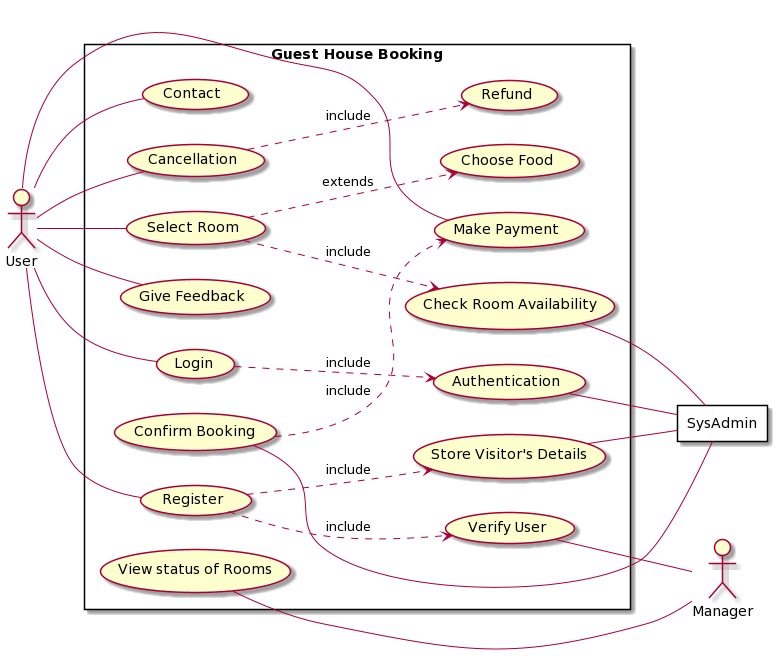 Guest House Booking
Contact
Refund
include
Cancellation
Choose Food
extends
Select Room
Make Payment
include
User
Give Feedback
Check Room Availability
Login
include
Authentication
include
SysAdmin
Confirm Booking
Store Visitor's Details
include
Register
include
Verify User
View status of Rooms
Manager